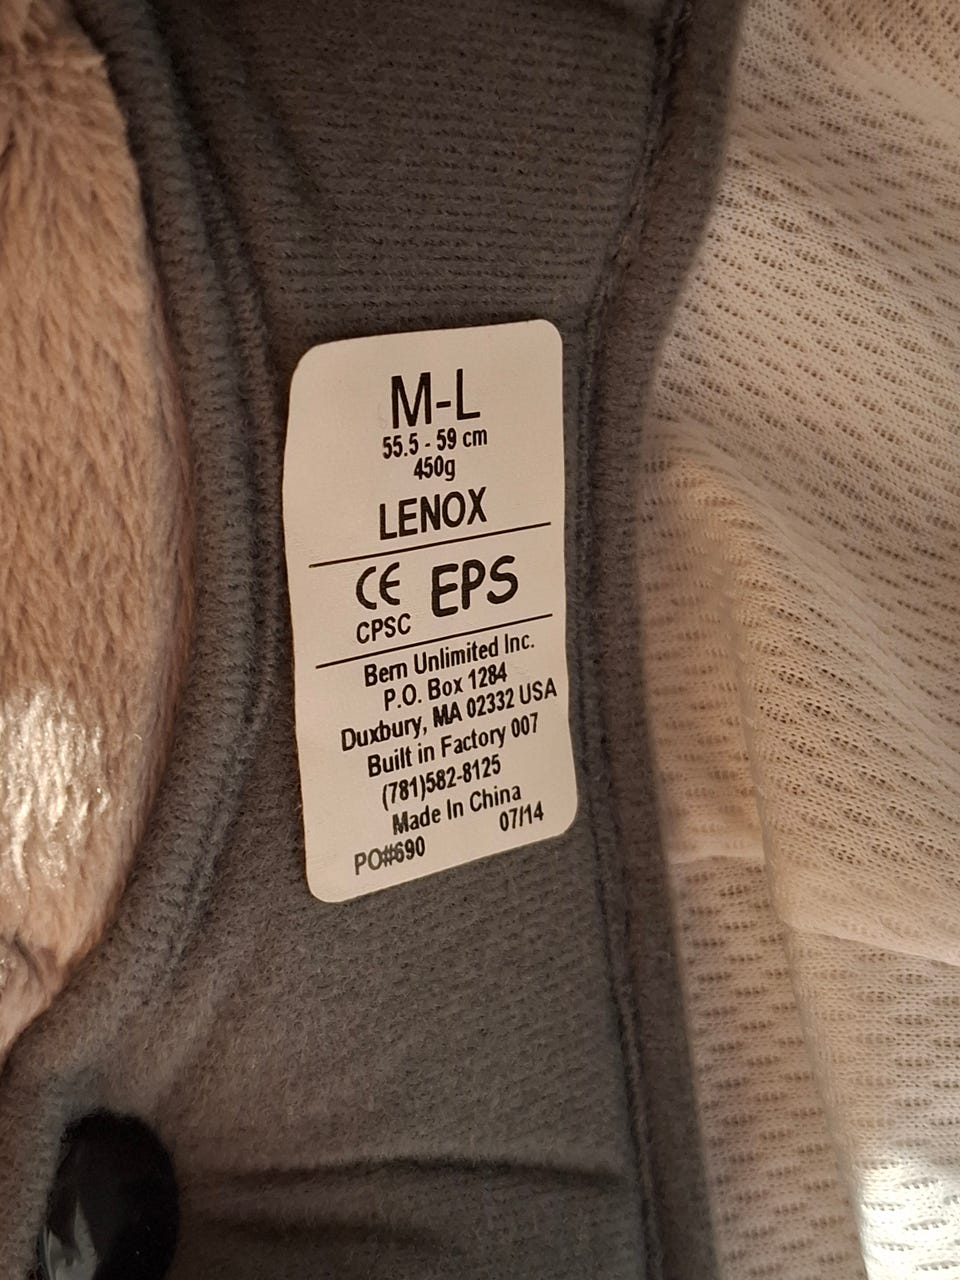 M-L
55.5 - 59 cm
450g
LENOX
CE EPS
CPSC
Bern Unlimited Inc.
P.O. Box 1284
Duxbury, MA 02332 USA
Built in Factory 007
(781)582-8125
Made In China
PO#690 07/14